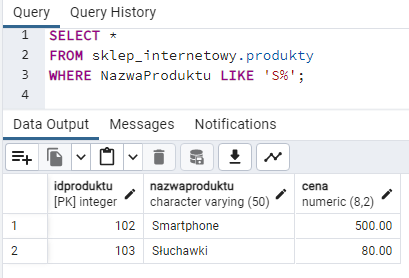 Query Query History
1 SELECT *
2 FROM sklep_internetowy.produkty
3 WHERE NazwaProduktu LIKE 'S%';
4
Data Output Messages Notifications
idproduktu nazwaproduktu cena
[PK] integer character varying (50) numeric (8,2)
1 102 Smartphone 500.00
2 103 Słuchawki 80.00